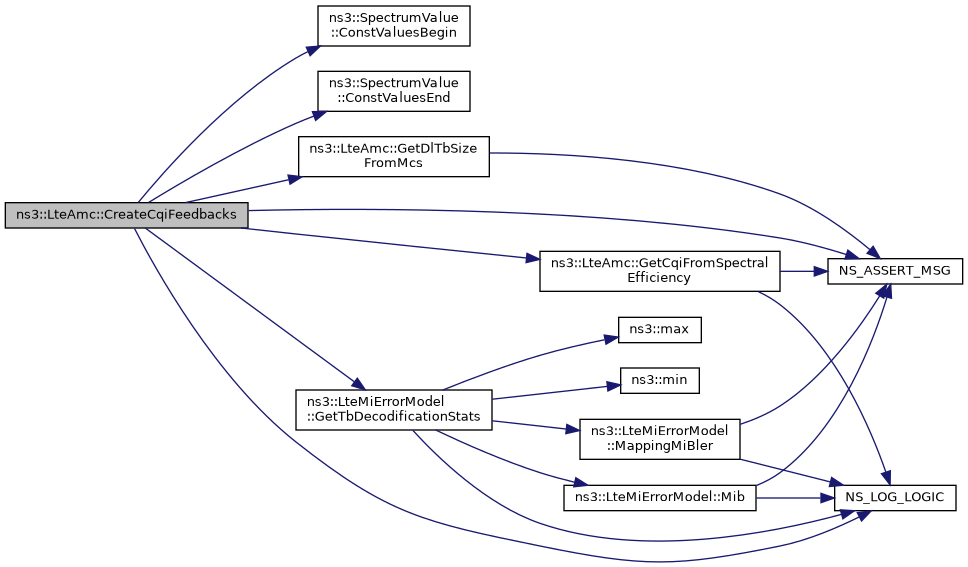 ns3::SpectrumValue
::ConstValuesBegin
ns3::SpectrumValue
::ConstValuesEnd
ns3::LteAmc::GetDlTbSize
FromMcs
ns3::LteAmc::CreateCqiFeedbacks
ns3::LteAmc::GetCqiFromSpectral
Efficiency
NS_ASSERT_MSG
ns3::max
ns3::min
ns3::LteMiErrorModel
::GetTbDecodificationStats
ns3::LteMiErrorModel
::MappingMiBler
ns3::LteMiErrorModel::Mib
NS_LOG_LOGIC